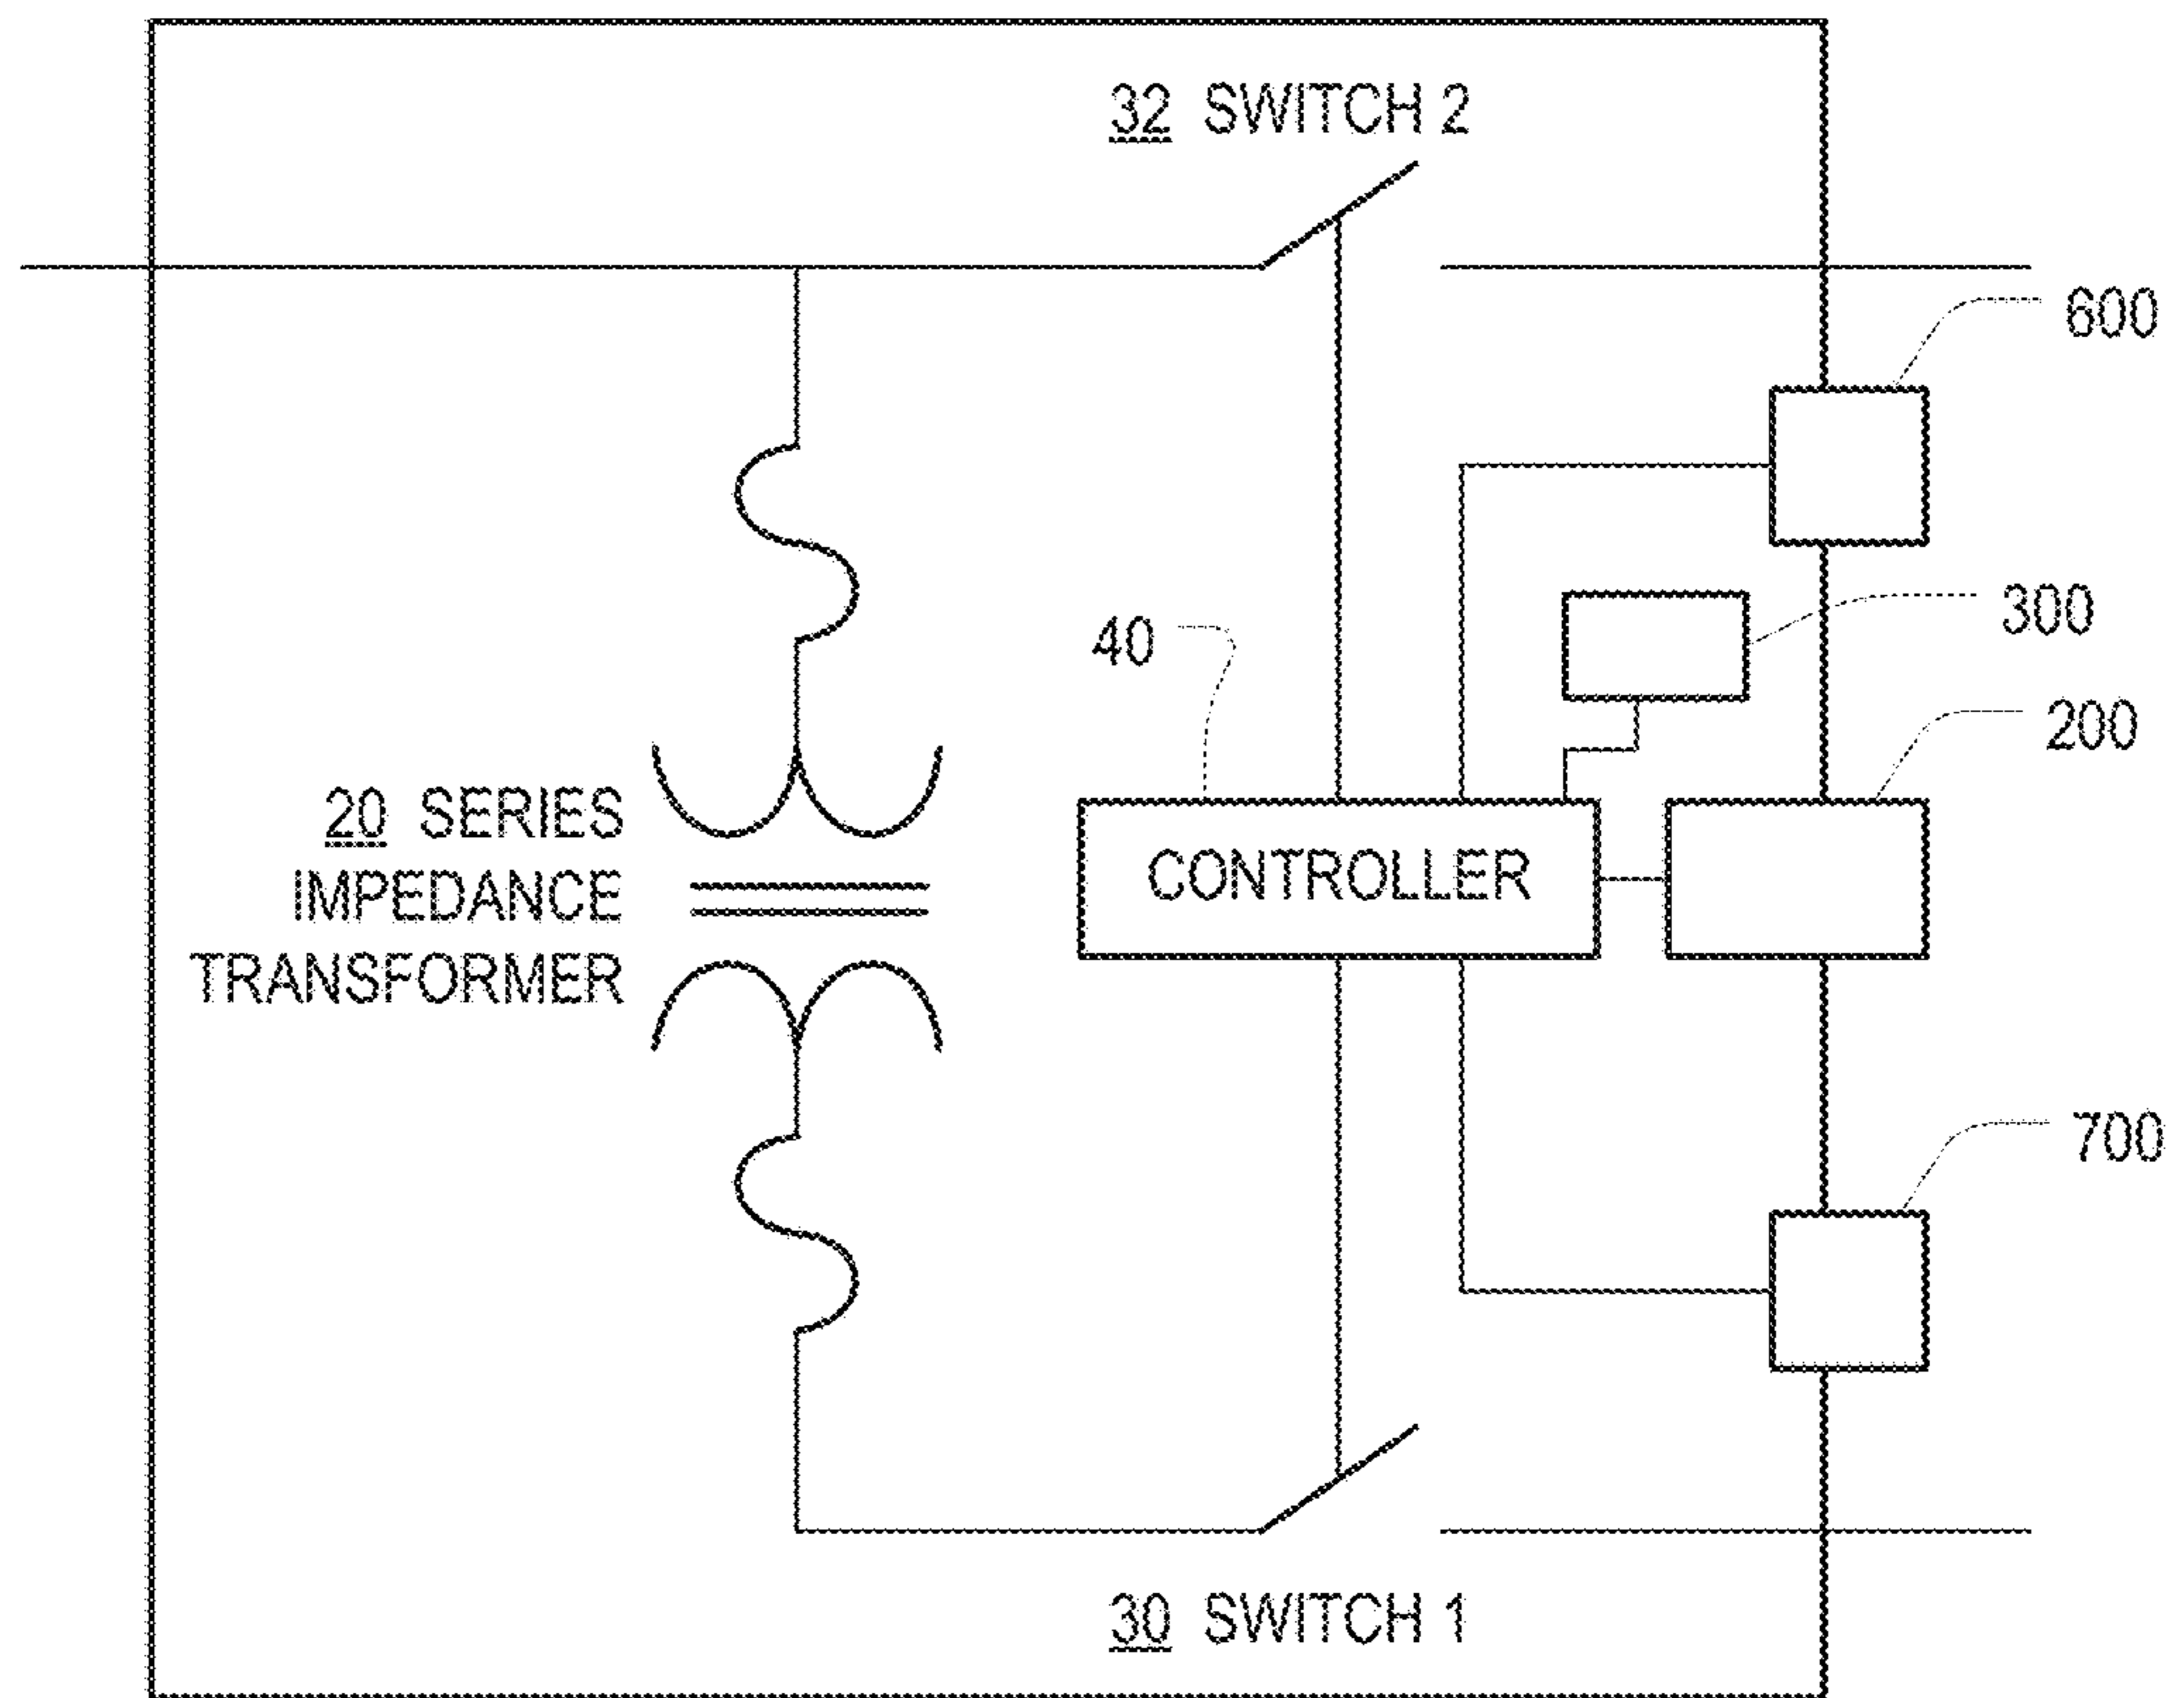 32 SWITCH 2
600
300
40
200
20 SERIES
IMPEDANCE
TRANSFORMER
CONTROLLER
700
30 SWITCH 1